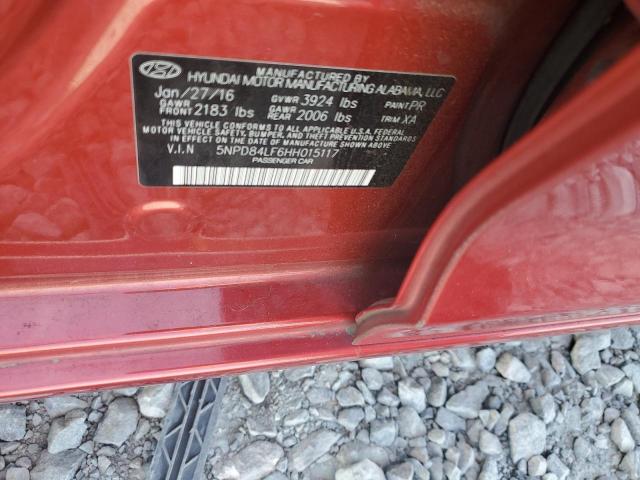 MANUFACTURED BY
HYUNDAI MOTOR MANUFACTURING ALABAMA, LLC
Jan/27/16 GVWR 3924 lbs PAINT PR
GAWR FRONT 2183 lbs GAWR REAR 2006 lbs TRIM XA
THIS VEHICLE CONFORMS TO ALL APPLICABLE U.S.A. FEDERAL
MOTOR VEHICLE SAFETY, BUMPER, AND THEFT PREVENTION
STANDARDS IN EFFECT ON THE DATE OF MANUFACTURE SHOWN ABOVE.
V.I.N 5NPD84LF6HH015117
PASSENGER CAR